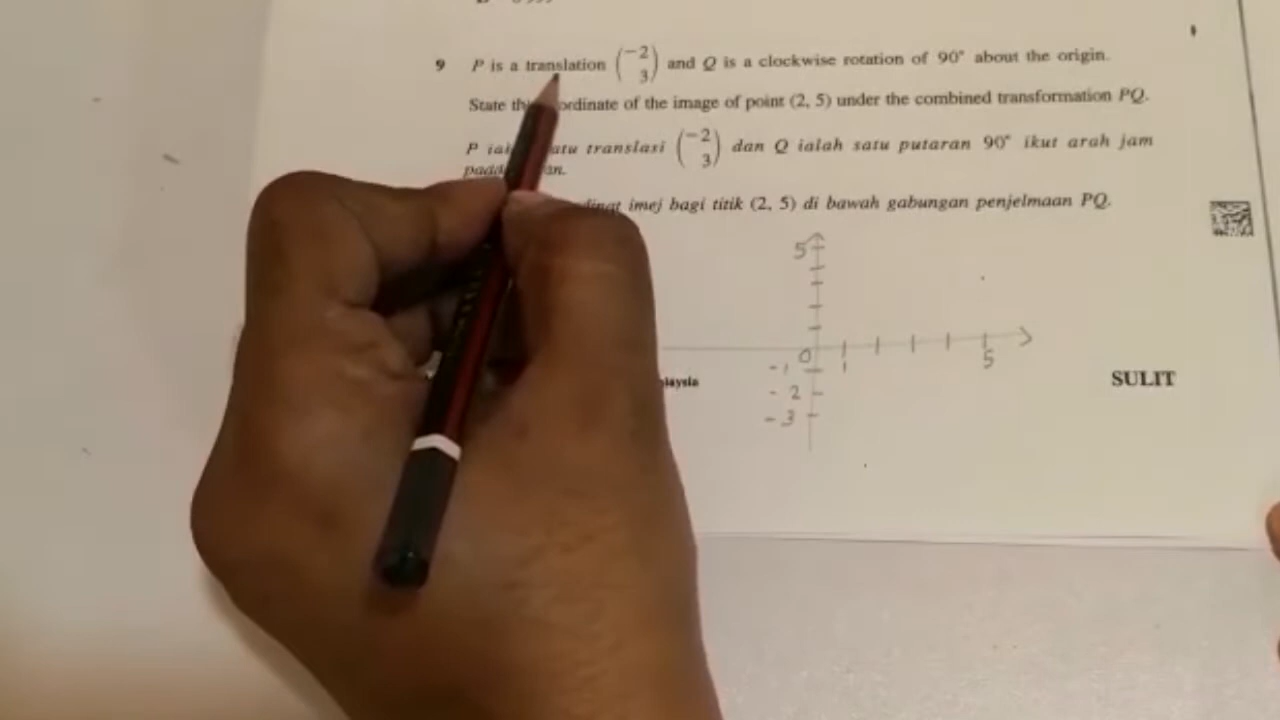 9 P is a translation (−2 3) and Q is a clockwise rotation of 90° about the origin.
State ordinate of the image of point (2, 5) under the combined transformation PQ.
P translasi (−2 3) dan Q ialah satu putaran 90° ikut arah jam
imej bagi titik (2, 5) di bawah gabungan penjelmaan PQ.
5
0
1
5
-1
-2
-3
SULIT